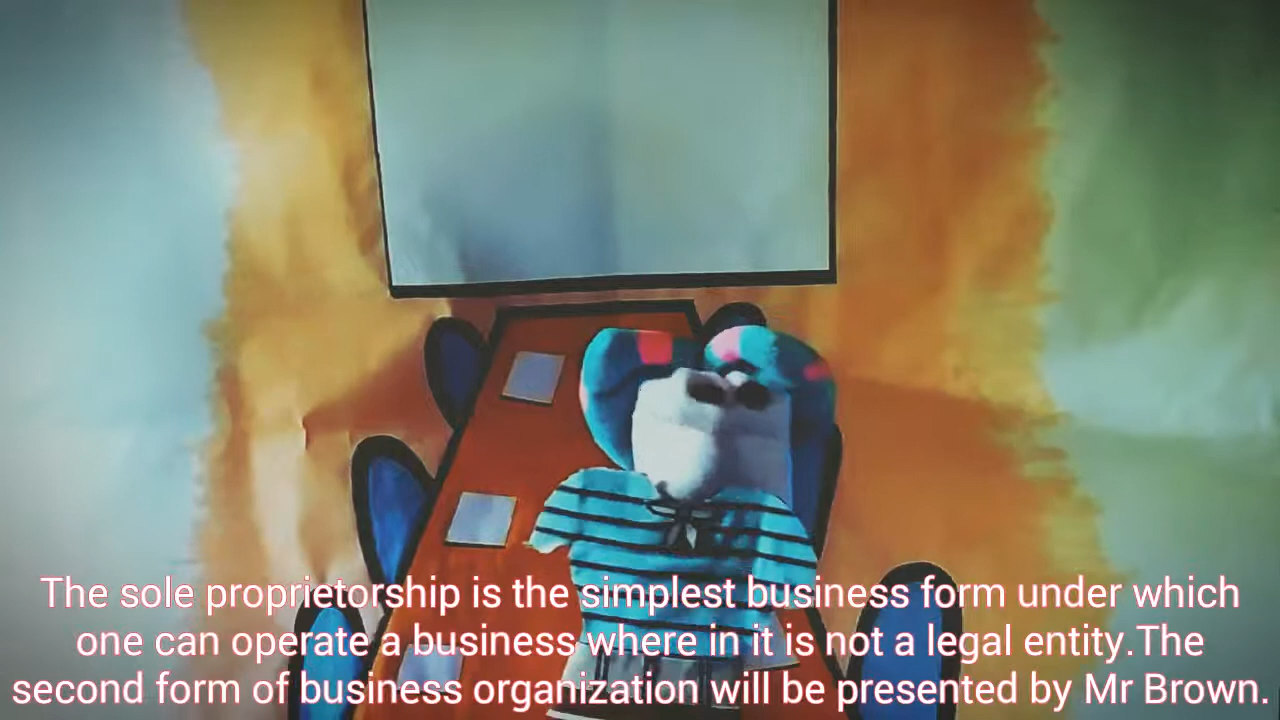 The sole proprietorship is the simplest business form under which
one can operate a business where in it is not a legal entity.The
second form of business organization will be presented by Mr Brown.